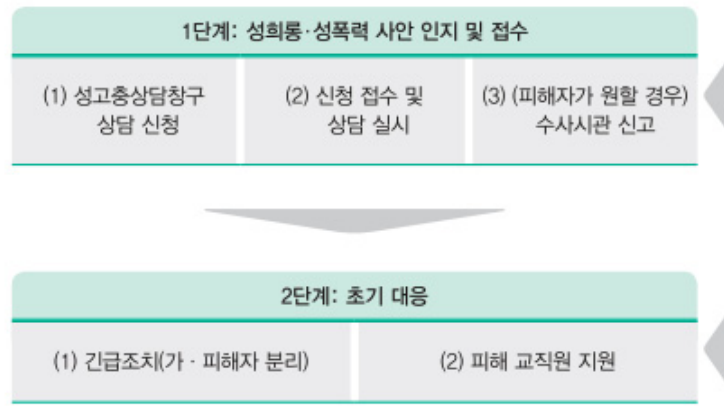 1단계: 성희롱·성폭력 사안 인지 및 접수
(1) 성고충상담창구
상담 신청
(2) 신청 접수 및
상담 실시
(3) (피해자가 원할 경우)
수사시관 신고
2단계: 초기 대응
(1) 긴급조치(가 · 피해자 분리)
(2) 피해 교직원 지원